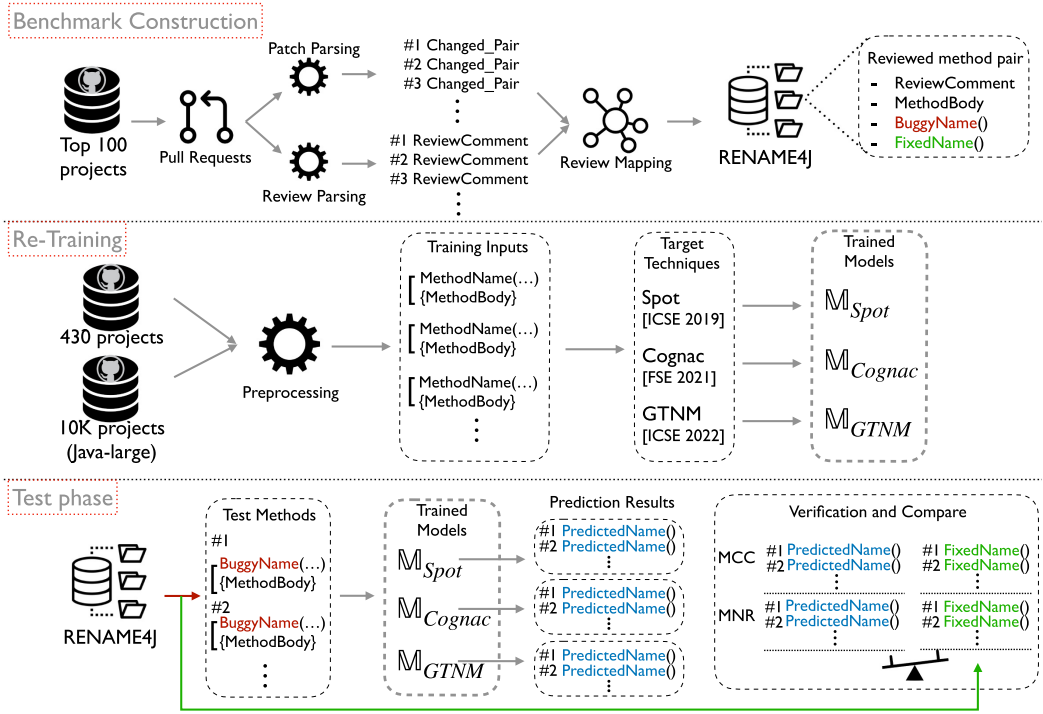 Benchmark Construction
Top 100
projects
Pull Requests
Patch Parsing
Review Parsing
#1 Changed_Pair
#2 Changed_Pair
#3 Changed_Pair
#1 ReviewComment
#2 ReviewComment
#3 ReviewComment
Review Mapping
RENAME4J
Reviewed method pair
- ReviewComment
- MethodBody
- BuggyName()
- FixedName()
Re-Training
430 projects
10K projects
(Java-large)
Preprocessing
Training Inputs
[ MethodName(...)
{MethodBody}
[ MethodName(...)
{MethodBody}
[ MethodName(...)
{MethodBody}
Target
Techniques
Spot
[ICSE 2019]
Cognac
[FSE 2021]
GTNM
[ICSE 2022]
Trained
Models
𝕄Spot
𝕄Cognac
𝕄GTNM
Test phase
RENAME4J
Test Methods
#1
[ BuggyName(...)
{MethodBody}
#2
[ BuggyName(...)
{MethodBody}
Trained
Models
𝕄Spot
𝕄Cognac
𝕄GTNM
Prediction Results
#1 PredictedName()
#2 PredictedName()
#1 PredictedName()
#2 PredictedName()
#1 PredictedName()
#2 PredictedName()
Verification and Compare
MCC
#1 PredictedName() #1 FixedName()
#2 PredictedName() #2 FixedName()
MNR
#1 PredictedName() #1 FixedName()
#2 PredictedName() #2 FixedName()